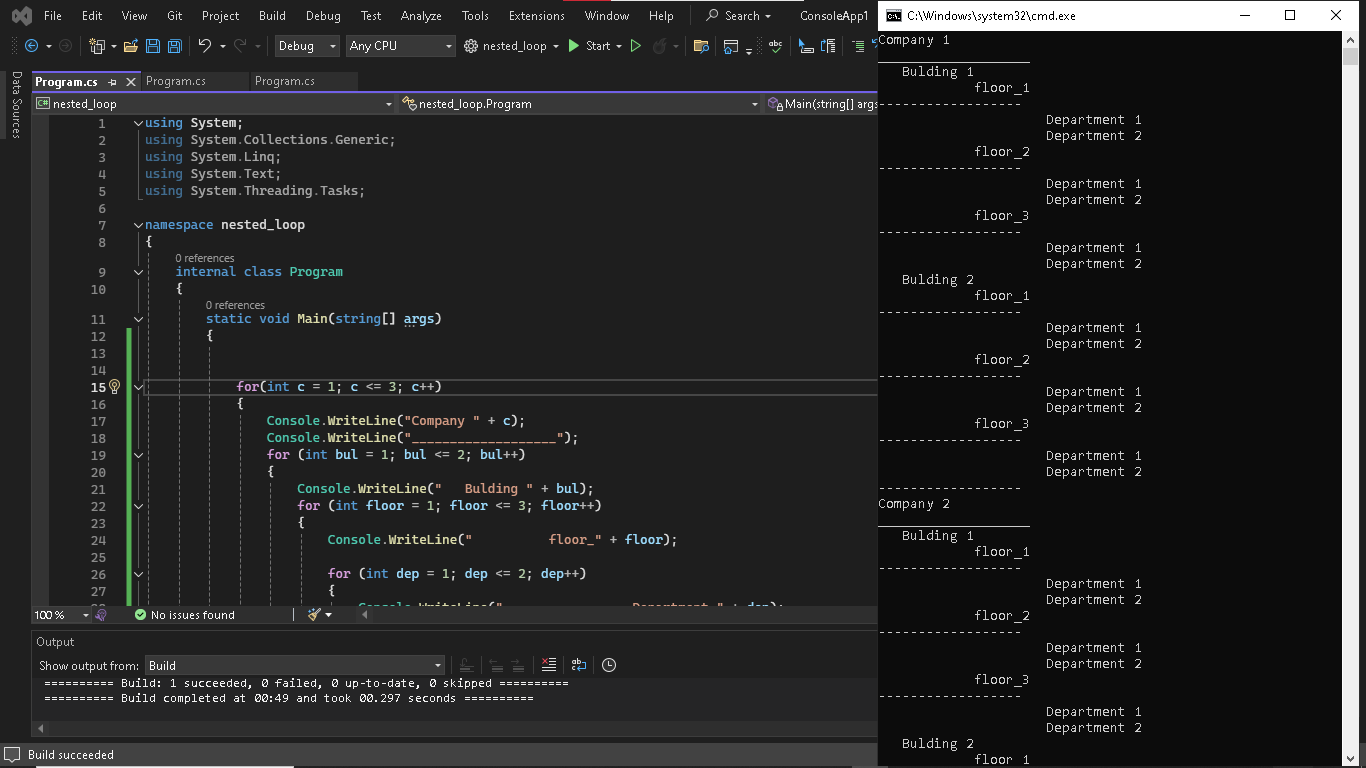 File Edit View Git Project Build Debug Test Analyze Tools Extensions Window Help Search ConsoleApp1
Debug Any CPU nested_loop Start
Data Sources
Program.cs Program.cs Program.cs
nested_loop nested_loop.Program Main(string[] args
1 using System;
2 using System.Collections.Generic;
3 using System.Linq;
4 using System.Text;
5 using System.Threading.Tasks;
6
7 namespace nested_loop
8 {
0 references
9 internal class Program
10 {
0 references
11 static void Main(string[] args)
12 {
13
14
15 for(int c = 1; c <= 3; c++)
16 {
17 Console.WriteLine("Company " + c);
18 Console.WriteLine("___________________");
19 for (int bul = 1; bul <= 2; bul++)
20 {
21 Console.WriteLine("   Bulding " + bul);
22 for (int floor = 1; floor <= 3; floor++)
23 {
24 Console.WriteLine("          floor_" + floor);
25
26 for (int dep = 1; dep <= 2; dep++)
27 {
Console.WriteLine("                 Department " + dep);
100 % No issues found
Output
Show output from: Build
========== Build: 1 succeeded, 0 failed, 0 up-to-date, 0 skipped ==========
========== Build completed at 00:49 and took 00.297 seconds ==========
Build succeeded
C:\Windows\system32\cmd.exe
Company 1
___________________
Bulding 1
floor_1
------------------
Department 1
Department 2
floor_2
------------------
Department 1
Department 2
floor_3
------------------
Department 1
Department 2
Bulding 2
floor_1
------------------
Department 1
Department 2
floor_2
------------------
Department 1
Department 2
floor_3
------------------
Department 1
Department 2
------------------
Company 2
___________________
Bulding 1
floor_1
------------------
Department 1
Department 2
floor_2
------------------
Department 1
Department 2
floor_3
------------------
Department 1
Department 2
Bulding 2
floor_1